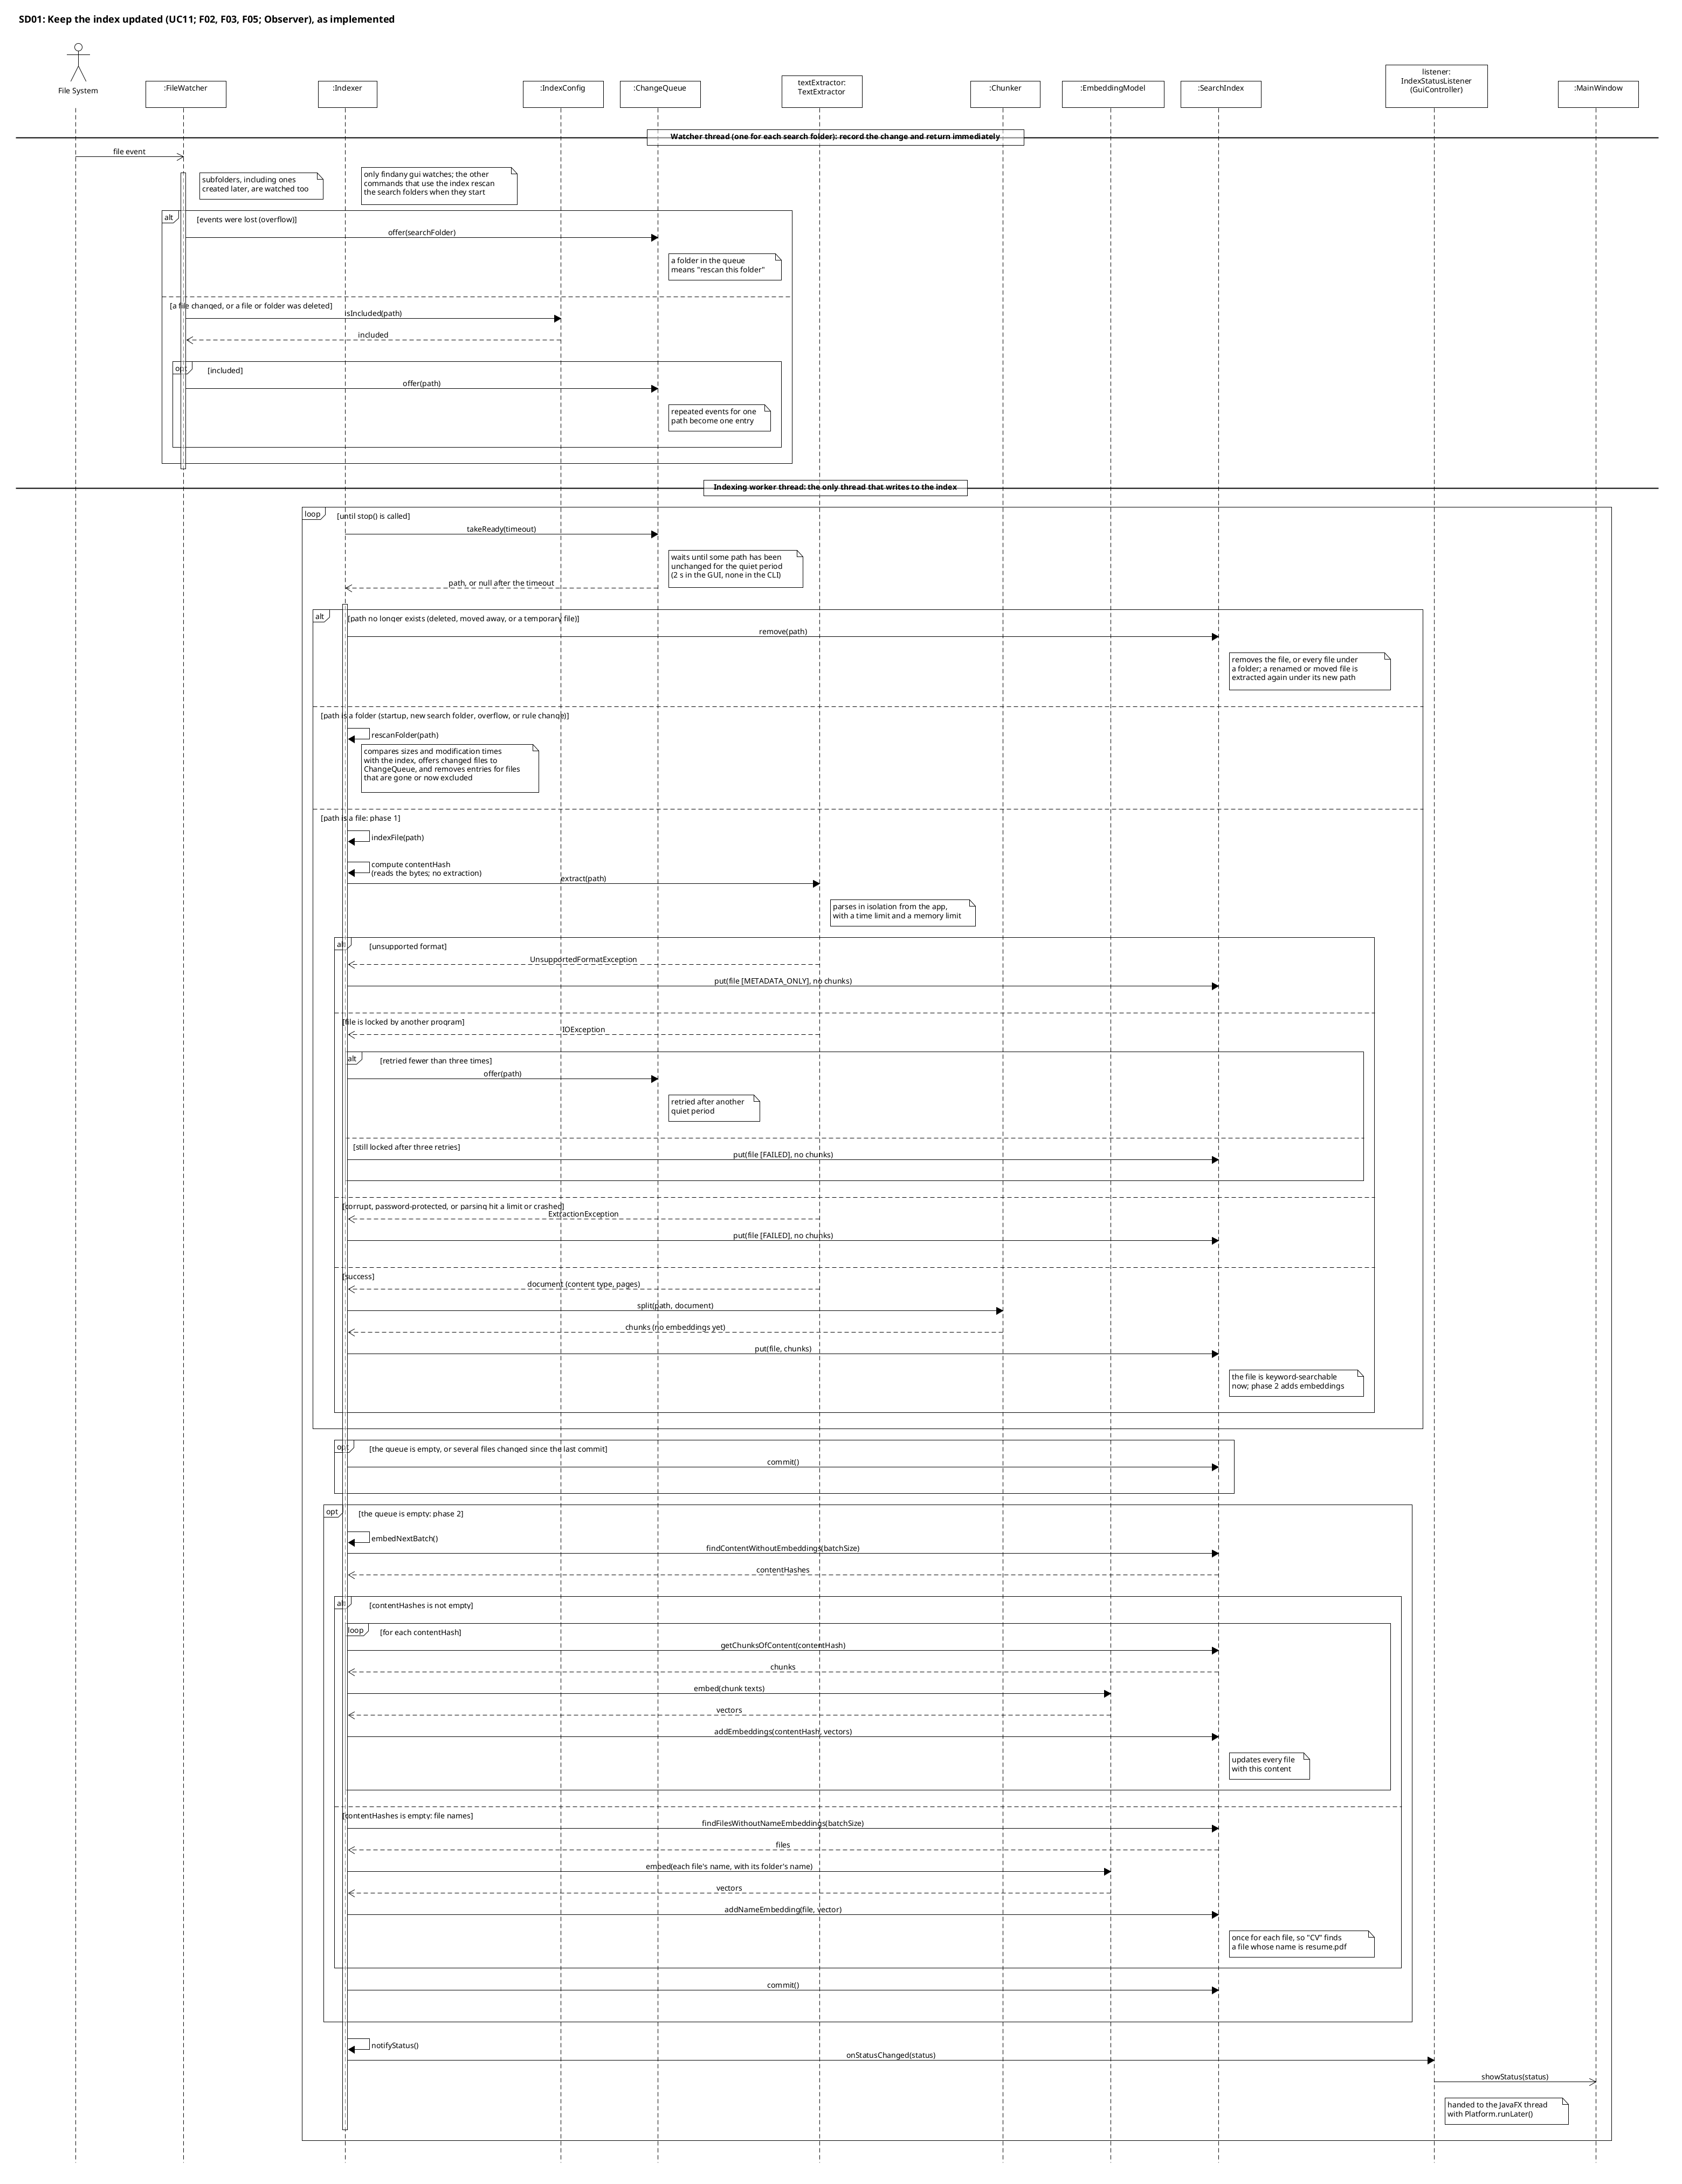 SD01: Keep the index updated (UC11; F02, F03, F05; Observer), as implemented
File System
:FileWatcher
:Indexer
:IndexConfig
:ChangeQueue
textExtractor:
TextExtractor
:Chunker
:EmbeddingModel
:SearchIndex
listener:
IndexStatusListener
(GuiController)
:MainWindow
Watcher thread (one for each search folder): record the change and return immediately
file event
subfolders, including ones
created later, are watched too
only findany gui watches; the other
commands that use the index rescan
the search folders when they start
alt
[events were lost (overflow)]
offer(searchFolder)
a folder in the queue
means "rescan this folder"
[a file changed, or a file or folder was deleted]
isIncluded(path)
included
opt
[included]
offer(path)
repeated events for one
path become one entry
Indexing worker thread: the only thread that writes to the index
loop
[until stop() is called]
takeReady(timeout)
waits until some path has been
unchanged for the quiet period
(2 s in the GUI, none in the CLI)
path, or null after the timeout
alt
[path no longer exists (deleted, moved away, or a temporary file)]
remove(path)
removes the file, or every file under
a folder; a renamed or moved file is
extracted again under its new path
[path is a folder (startup, new search folder, overflow, or rule change)]
rescanFolder(path)
compares sizes and modification times
with the index, offers changed files to
ChangeQueue, and removes entries for files
that are gone or now excluded
[path is a file: phase 1]
indexFile(path)
compute contentHash
(reads the bytes; no extraction)
extract(path)
parses in isolation from the app,
with a time limit and a memory limit
alt
[unsupported format]
UnsupportedFormatException
put(file [METADATA_ONLY], no chunks)
[file is locked by another program]
IOException
alt
[retried fewer than three times]
offer(path)
retried after another
quiet period
[still locked after three retries]
put(file [FAILED], no chunks)
[corrupt, password-protected, or parsing hit a limit or crashed]
ExtractionException
put(file [FAILED], no chunks)
[success]
document (content type, pages)
split(path, document)
chunks (no embeddings yet)
put(file, chunks)
the file is keyword-searchable
now; phase 2 adds embeddings
opt
[the queue is empty, or several files changed since the last commit]
commit()
opt
[the queue is empty: phase 2]
embedNextBatch()
findContentWithoutEmbeddings(batchSize)
contentHashes
alt
[contentHashes is not empty]
loop
[for each contentHash]
getChunksOfContent(contentHash)
chunks
embed(chunk texts)
vectors
addEmbeddings(contentHash, vectors)
updates every file
with this content
[contentHashes is empty: file names]
findFilesWithoutNameEmbeddings(batchSize)
files
embed(each file's name, with its folder's name)
vectors
addNameEmbedding(file, vector)
once for each file, so "CV" finds
a file whose name is resume.pdf
commit()
notifyStatus()
onStatusChanged(status)
showStatus(status)
handed to the JavaFX thread
with Platform.runLater()